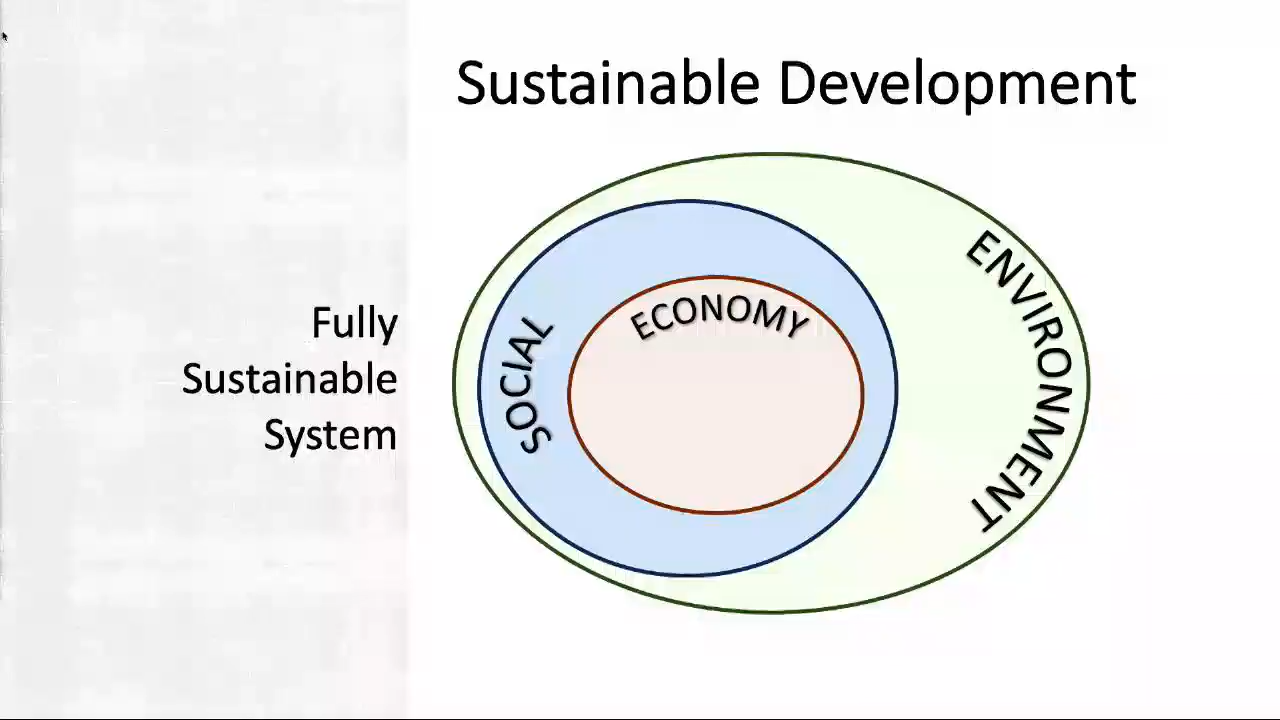 Sustainable Development
Fully
Sustainable
System
SOCIAL
ECONOMY
ENVIRONMENT